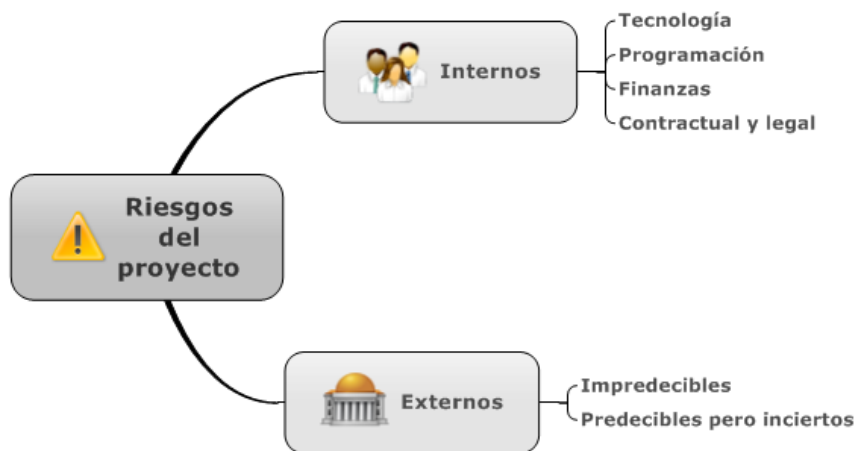 Tecnología
Programación
Internos
Finanzas
Contractual y legal
Riesgos
del
proyecto
Externos
Impredecibles
Predecibles pero inciertos